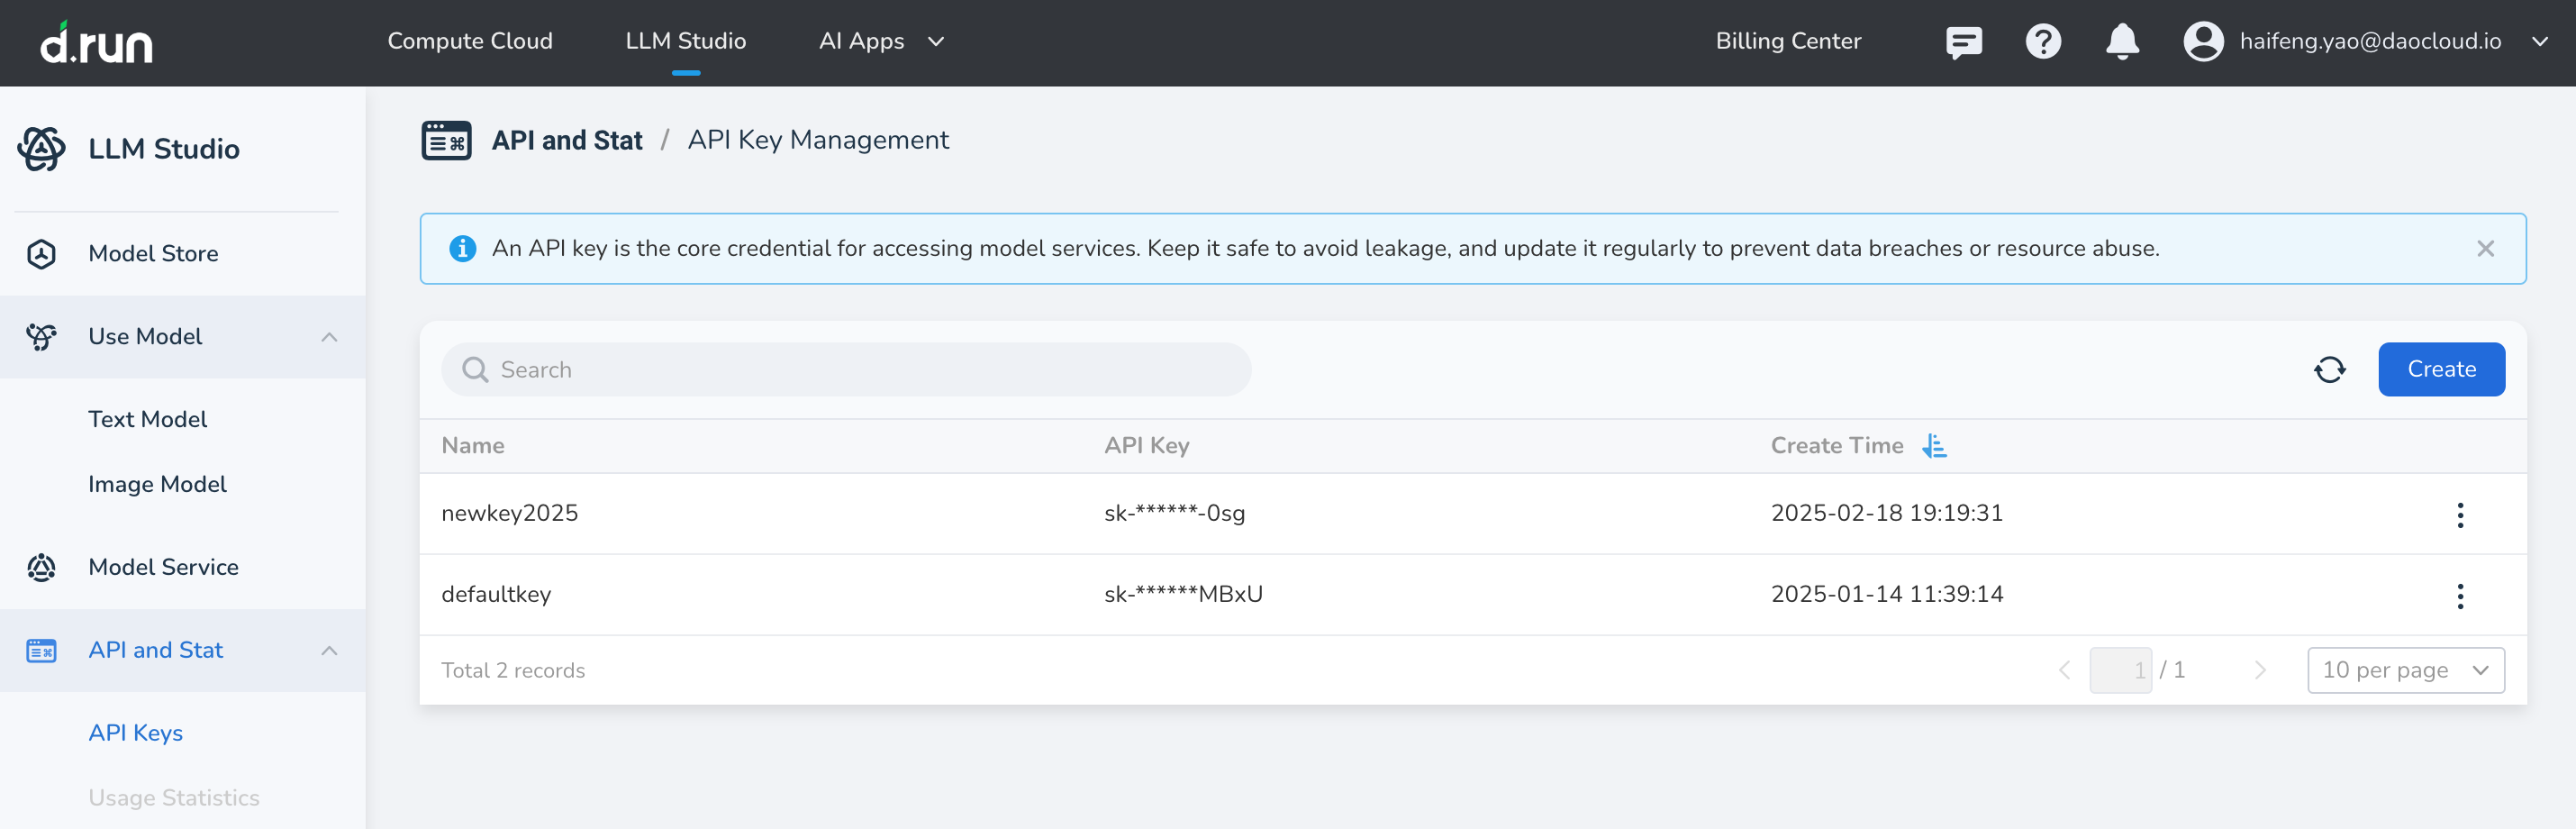 d.run Compute Cloud LLM Studio AI Apps Billing Center haifeng.yao@daocloud.io
LLM Studio
Model Store
Use Model
Text Model
Image Model
Model Service
API and Stat
API Keys
Usage Statistics
API and Stat / API Key Management
An API key is the core credential for accessing model services. Keep it safe to avoid leakage, and update it regularly to prevent data breaches or resource abuse.
Search
Create
Name API Key Create Time
newkey2025 sk-******-0sg 2025-02-18 19:19:31
defaultkey sk-******MBxU 2025-01-14 11:39:14
Total 2 records 1 / 1 10 per page